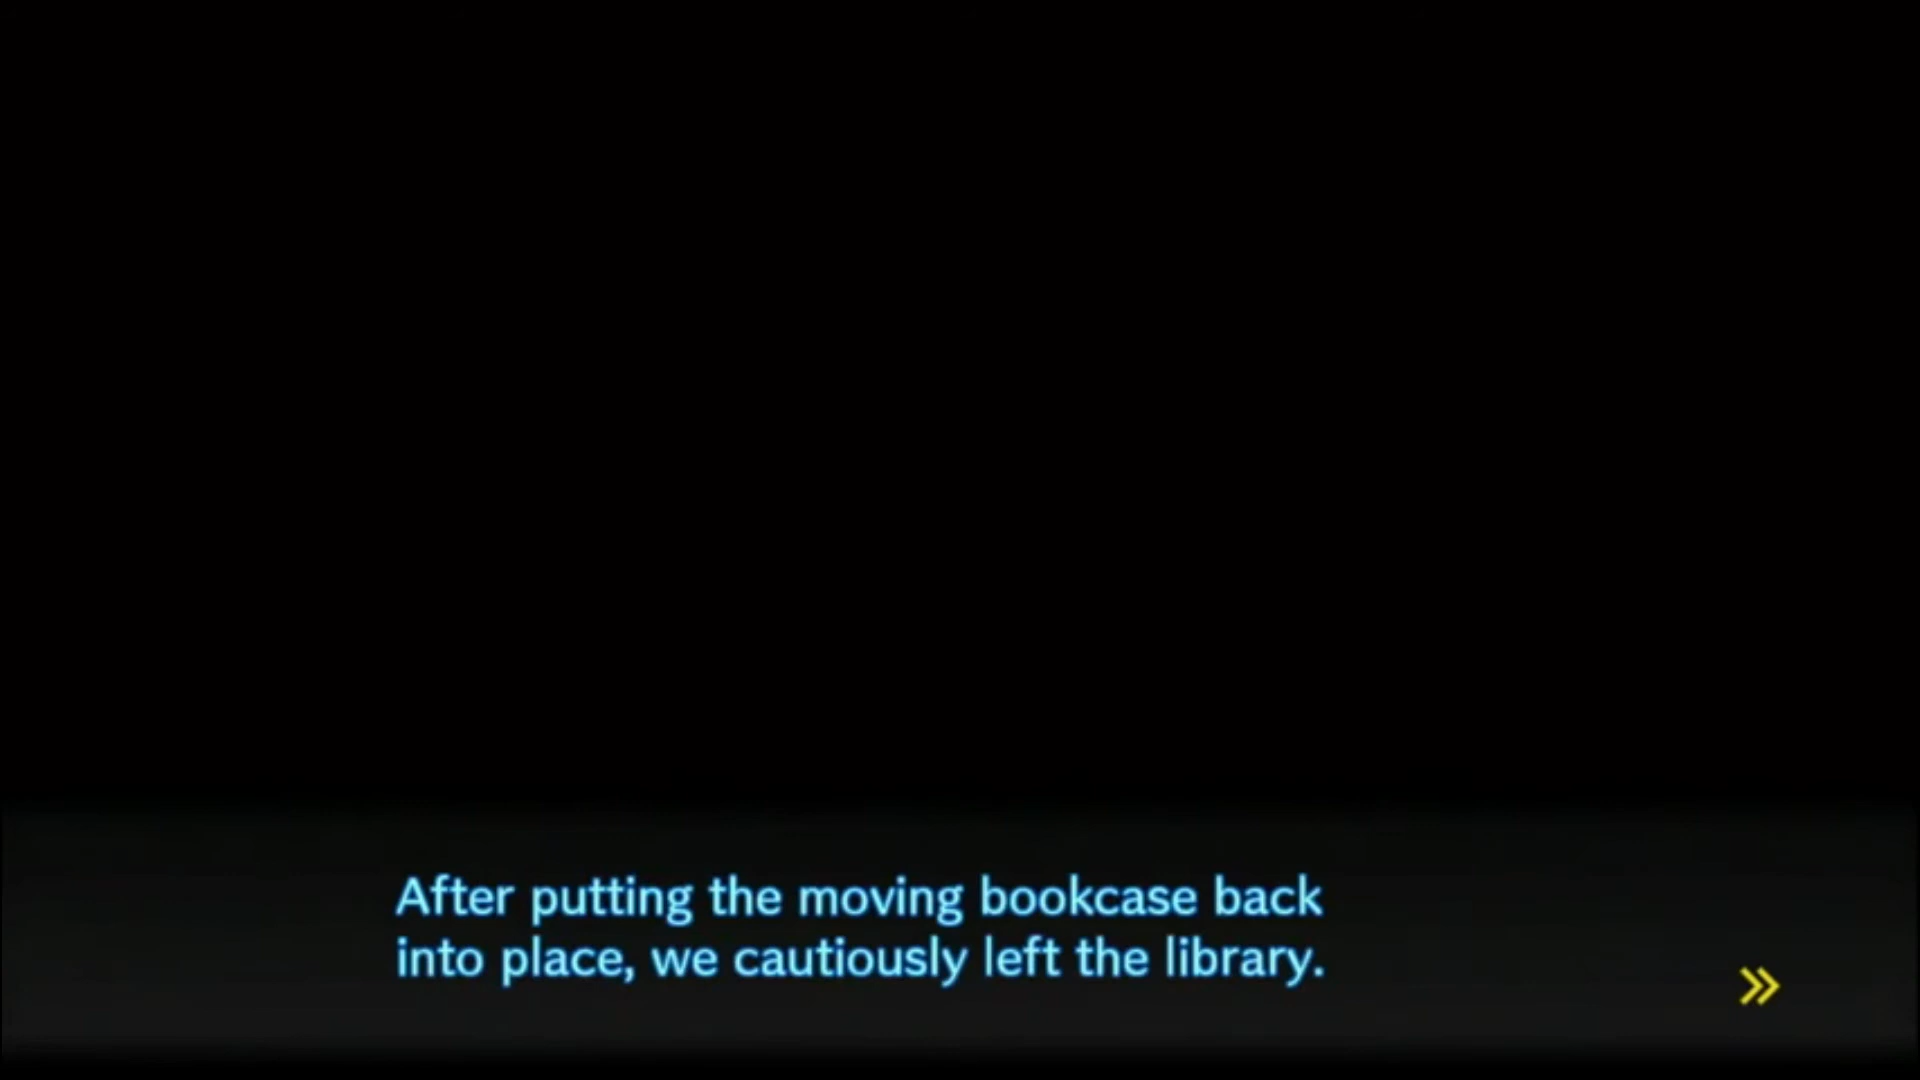 After putting the moving bookcase back
into place, we cautiously left the library.